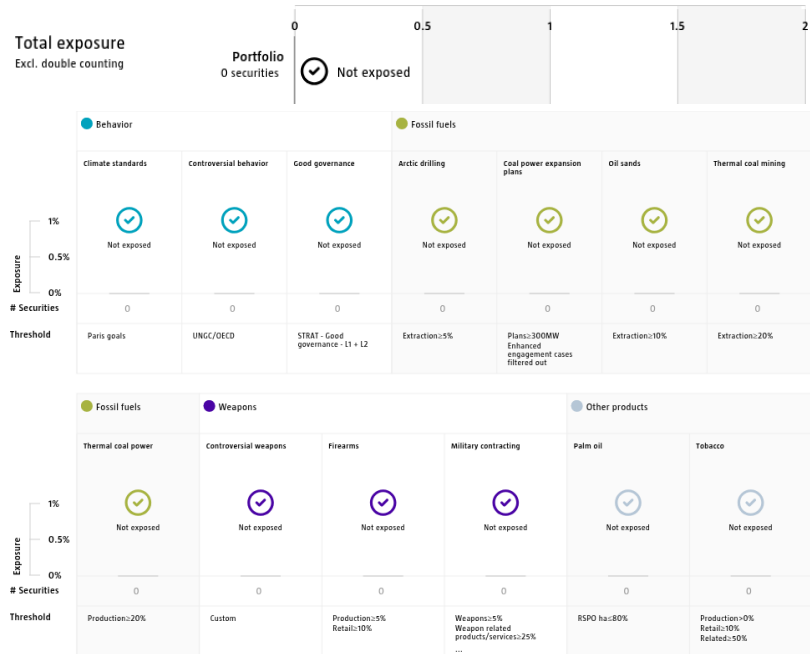 0 0.5 1 1.5 2
Total exposure
Excl. double counting
Portfolio
0 securities
Not exposed
Behavior
Fossil fuels
Climate standards
Controversial behavior
Good governance
Arctic drilling
Coal power expansion
plans
Oil sands
Thermal coal mining
Exposure
1%
0.5%
0%
Not exposed
Not exposed
Not exposed
Not exposed
Not exposed
Not exposed
Not exposed
# Securities 0 0 0 0 0 0 0
Threshold
Paris goals
UNGC/OECD
STRAT - Good
governance - L1 + L2
Extraction≥5%
Plans≥300MW
Enhanced
engagement cases
filtered out
Extraction≥10%
Extraction≥20%
Fossil fuels
Weapons
Other products
Thermal coal power
Controversial weapons
Firearms
Military contracting
Palm oil
Tobacco
Exposure
1%
0.5%
0%
Not exposed
Not exposed
Not exposed
Not exposed
Not exposed
Not exposed
# Securities 0 0 0 0 0 0
Threshold
Production≥20%
Custom
Production≥5%
Retail≥10%
Weapons≥5%
Weapon related
products/services≥25%
...
RSPO ha≤80%
Production>0%
Retail≥10%
Related≥50%